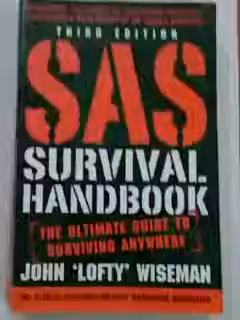 THIRD EDITION
SAS
SURVIVAL
HANDBOOK
THE ULTIMATE GUIDE TO
SURVIVING ANYWHERE
JOHN 'LOFTY' WISEMAN